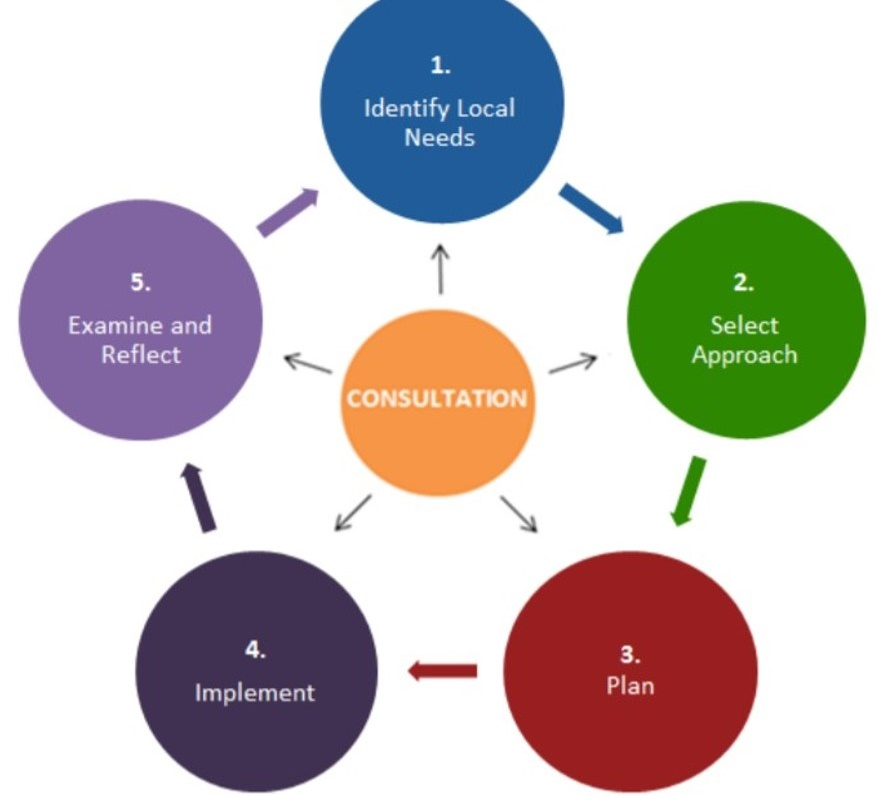 1.
Identify Local
Needs
2.
Select
Approach
3.
Plan
4.
Implement
5.
Examine and
Reflect
CONSULTATION